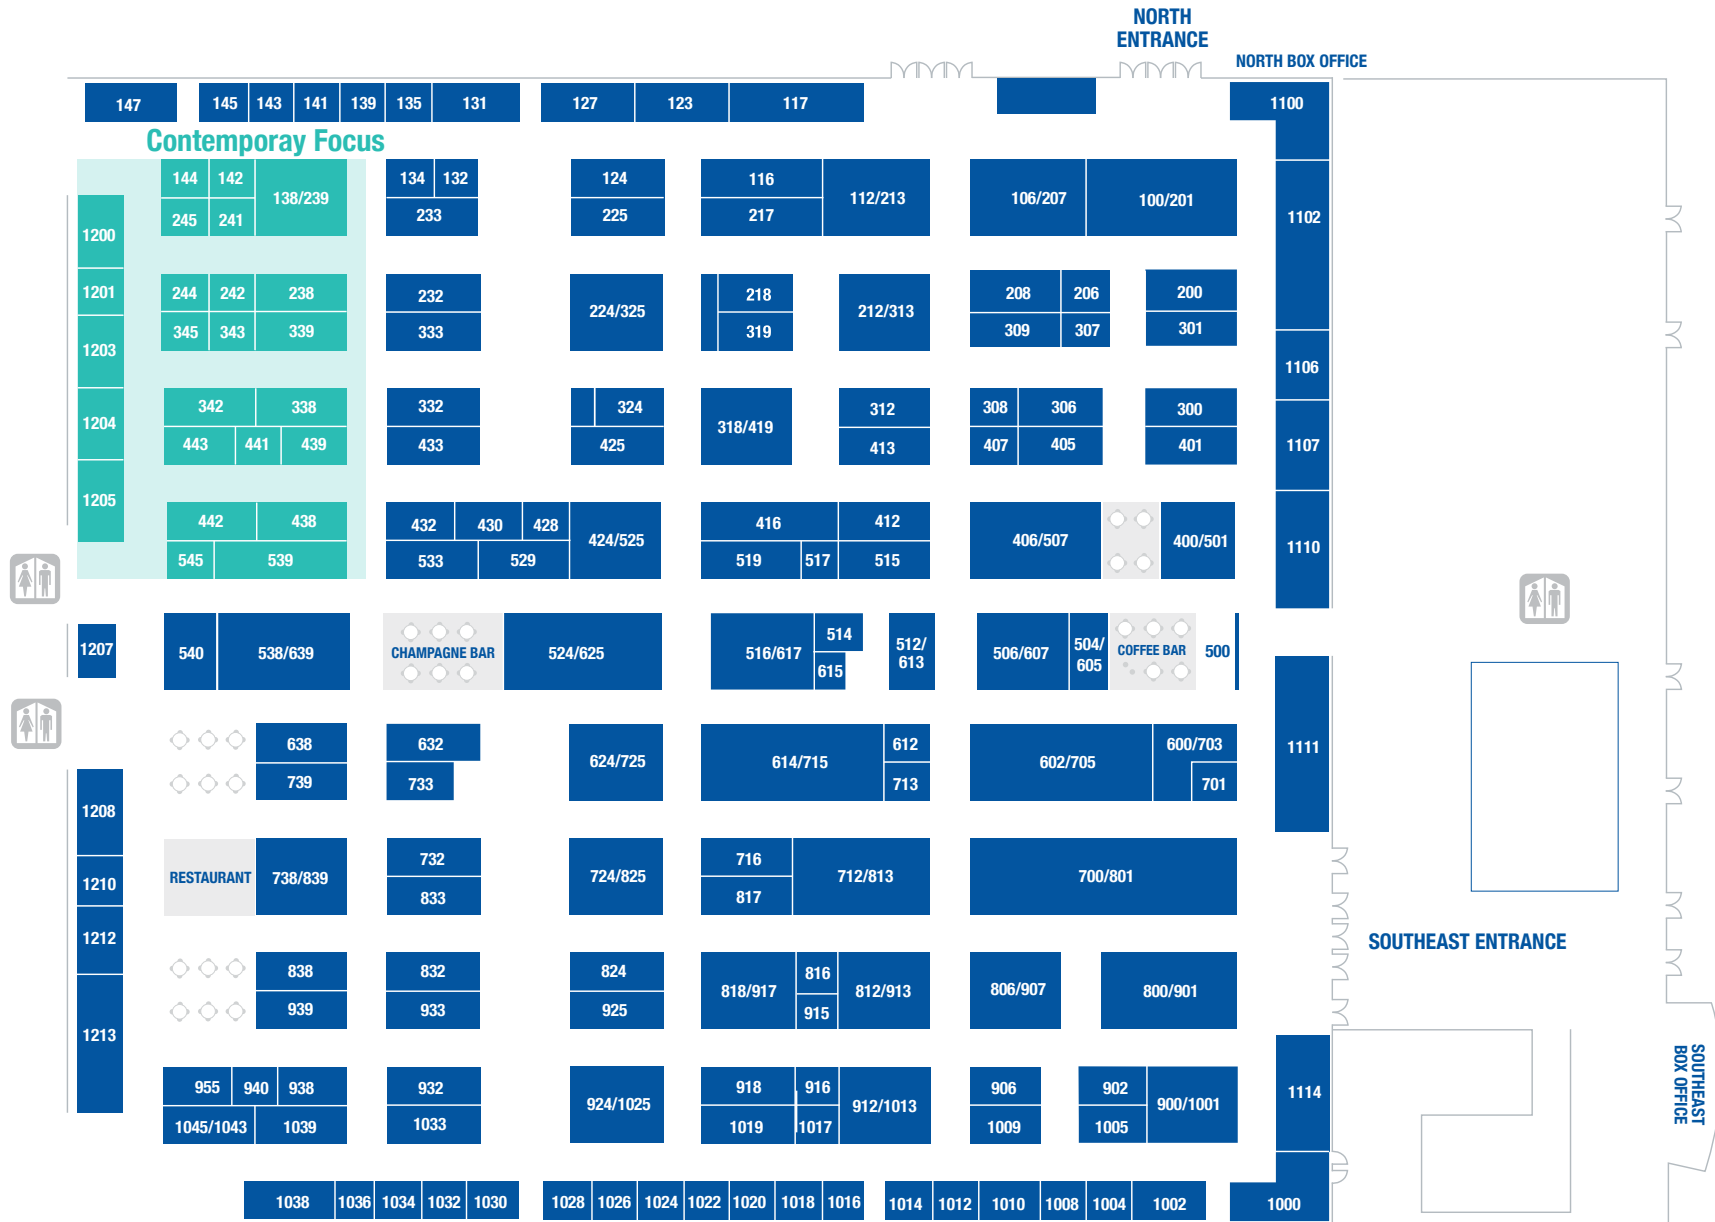 NORTH
ENTRANCE
NORTH BOX OFFICE
147 145 143 141 139 135 131 127 123 117 1100
Contemporay Focus
144 142 138/239 134 132 124 116 112/213 106/207 100/201
245 241 233 225 217 1102
1200
1201 244 242 238 232 224/325 218 212/313 208 206 200
345 343 339 333 319 309 307 301
1203 1106
1204 342 338 332 324 318/419 312 308 306 300 1107
443 441 439 433 425 413 407 405 401
1205 442 438 432 430 428 424/525 416 412 406/507 400/501 1110
545 539 533 529 519 517 515
1207 540 538/639 CHAMPAGNE BAR 524/625 516/617 514 615 512/
613 506/607 504/
605 COFFEE BAR 500
638 632 624/725 614/715 612 602/705 600/703 1111
739 733 713 701
1208
RESTAURANT 738/839 732 724/825 716 712/813 700/801
1210 833 817
1212 SOUTHEAST ENTRANCE
838 832 824 818/917 816 812/913 806/907 800/901
939 933 925 915
1213
SOUTHEAST
BOX OFFICE
955 940 938 932 924/1025 918 916 912/1013 906 902 900/1001 1114
1045/1043 1039 1033 1019 1017 1009 1005
1038 1036 1034 1032 1030 1028 1026 1024 1022 1020 1018 1016 1014 1012 1010 1008 1004 1002 1000